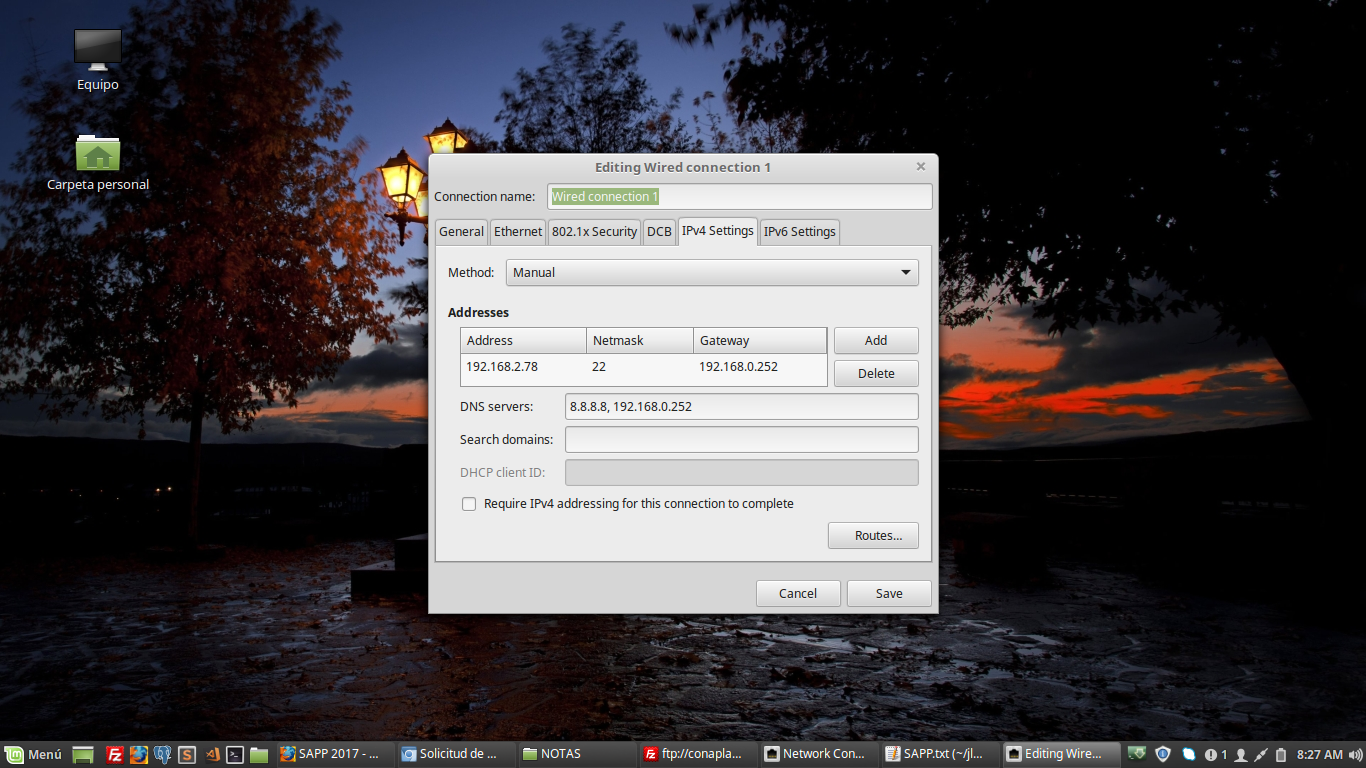 Equipo
Carpeta personal
Editing Wired connection 1
Connection name: Wired connection 1
General Ethernet 802.1x Security DCB IPv4 Settings IPv6 Settings
Method: Manual
Addresses
Address Netmask Gateway Add
192.168.2.78 22 192.168.0.252
Delete
DNS servers: 8.8.8.8, 192.168.0.252
Search domains:
DHCP client ID:
Require IPv4 addressing for this connection to complete
Routes...
Cancel Save
Menú SAPP 2017 - ... Solicitud de ... NOTAS ftp://conapla... Network Con... SAPP.txt (~/jl... Editing Wire... 1 8:27 AM